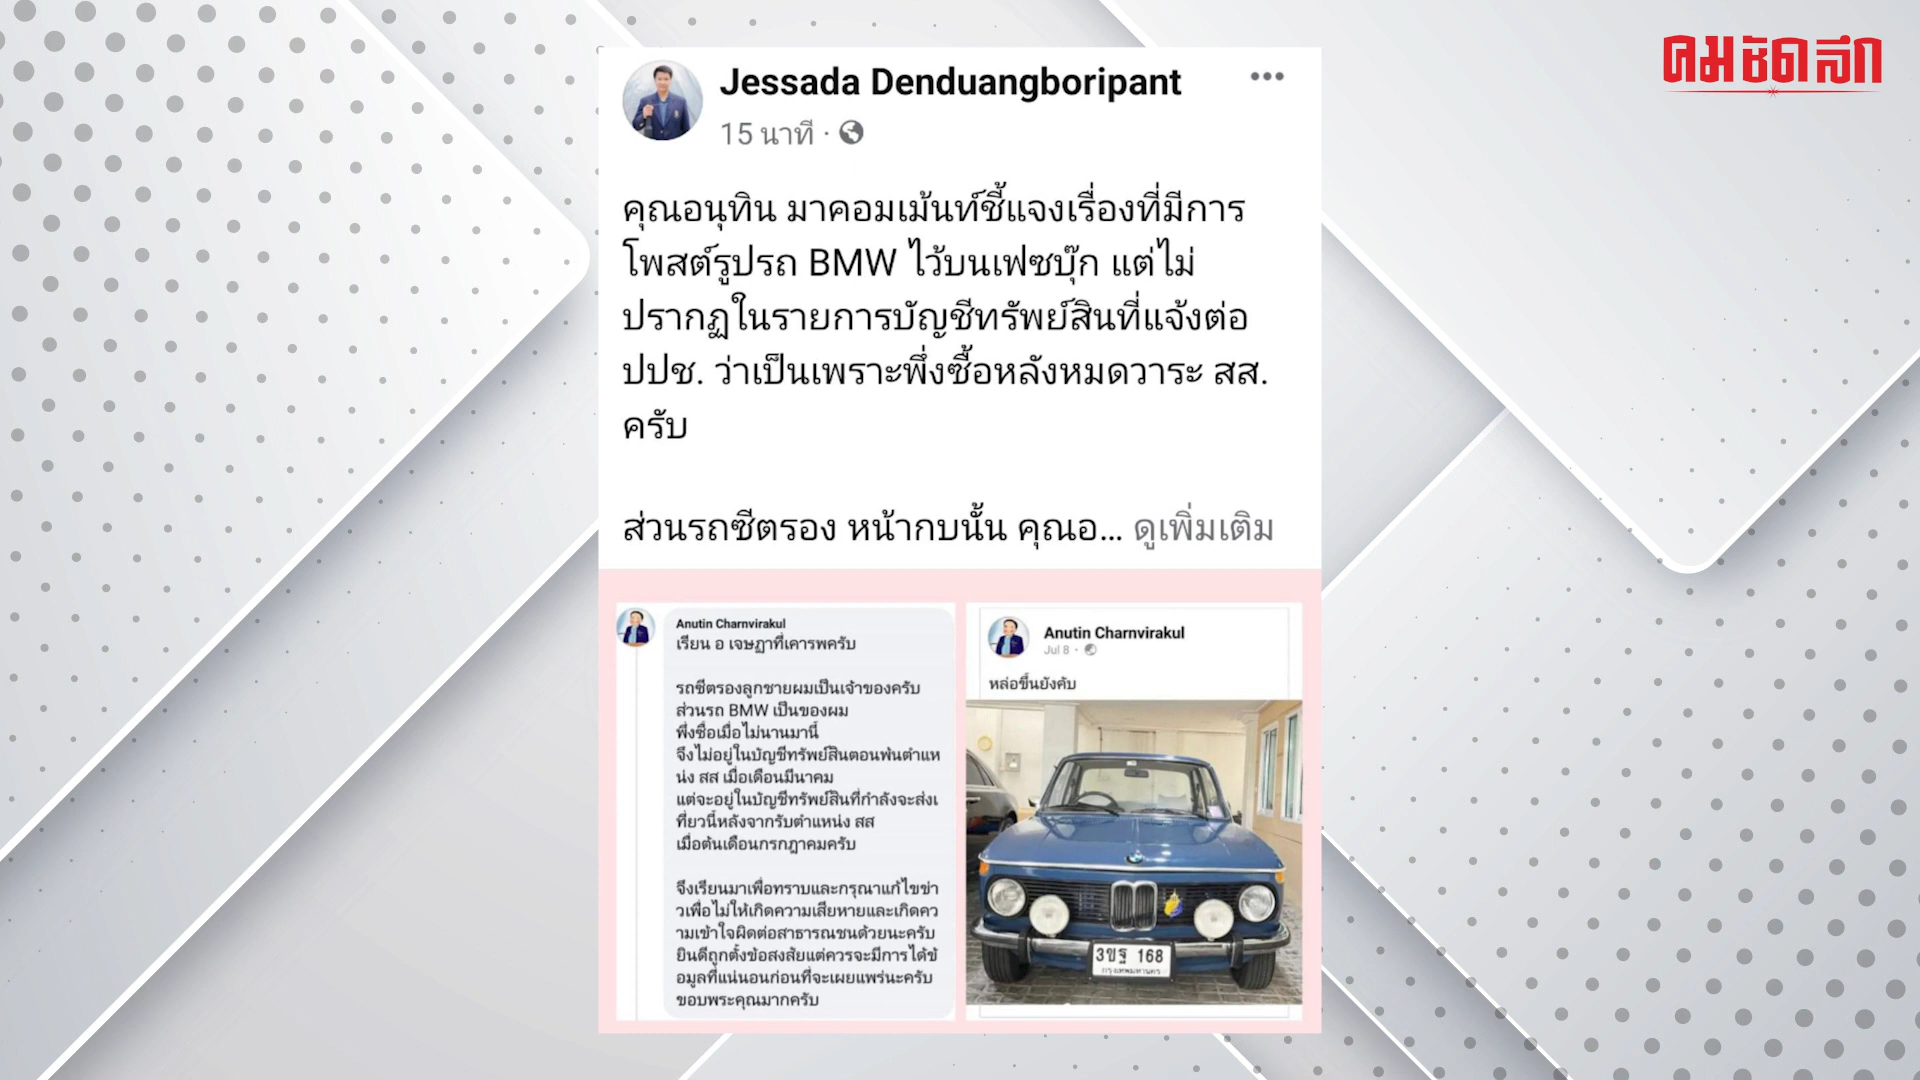 คมชัดลึก
Jessada Denduangboripant
15 นาที ·
คุณอนุทิน มาคอมเม้นท์ชี้แจงเรื่องที่มีการ
โพสต์รูปรถ BMW ไว้บนเฟซบุ๊ก แต่ไม่
ปรากฏในรายการบัญชีทรัพย์สินที่แจ้งต่อ
ปปช. ว่าเป็นเพราะพึ่งซื้อหลังหมดวาระ สส.
ครับ
ส่วนรถซีตรอง หน้ากบนั้น คุณอ... ดูเพิ่มเติม
Anutin Charnvirakul
เรียน อ เจษฏาที่เคารพครับ
รถซีตรองลูกชายผมเป็นเจ้าของครับ
ส่วนรถ BMW เป็นของผม
พึ่งซื้อเมื่อไม่นานมานี้
จึงไม่อยู่ในบัญชีทรัพย์สินตอนพ้นตำแห
น่ง สส เมื่อเดือนมีนาคม
แต่จะอยู่ในบัญชีทรัพย์สินที่กำลังจะส่งเ
ที่ยวนี้หลังจากรับตำแหน่ง สส
เมื่อต้นเดือนกรกฎาคมครับ
จึงเรียนมาเพื่อทราบและกรุณาแก้ไขข่า
วเพื่อไม่ให้เกิดความเสียหายและเกิดคว
ามเข้าใจผิดต่อสาธารณชนด้วยนะครับ
ยินดีถูกตั้งข้อสงสัยแต่ควรจะมีการได้ข้
อมูลที่แน่นอนก่อนที่จะเผยแพร่นะครับ
ขอบพระคุณมากครับ
Anutin Charnvirakul
Jul 8 ·
หล่อขึ้นยังคับ
3ขฐ 168
กรุงเทพมหานคร